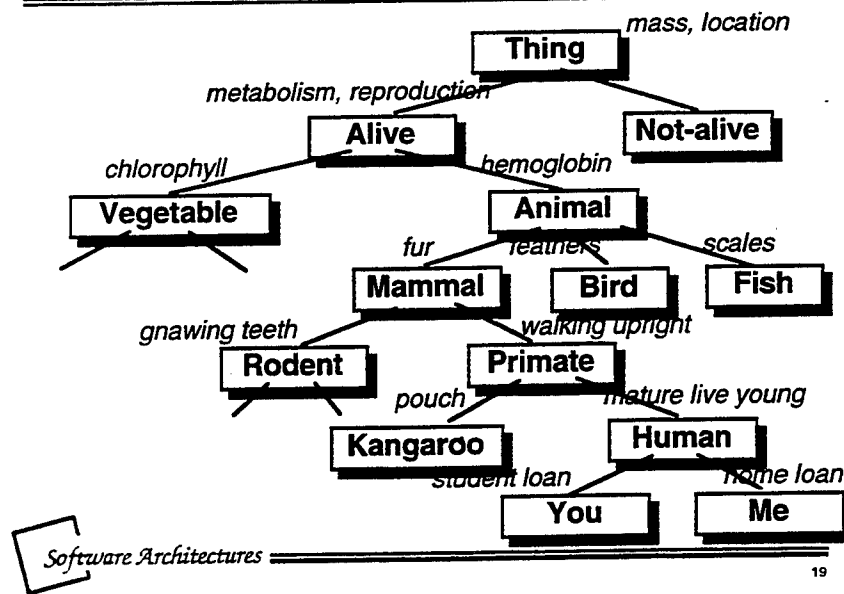 mass, location
Thing
metabolism, reproduction
Alive
Not-alive
chlorophyll
hemoglobin
Vegetable
Animal
fur
feathers
scales
Mammal
Bird
Fish
gnawing teeth
walking upright
Rodent
Primate
pouch
mature live young
Kangaroo
Human
student loan
home loan
You
Me
Software Architectures
19